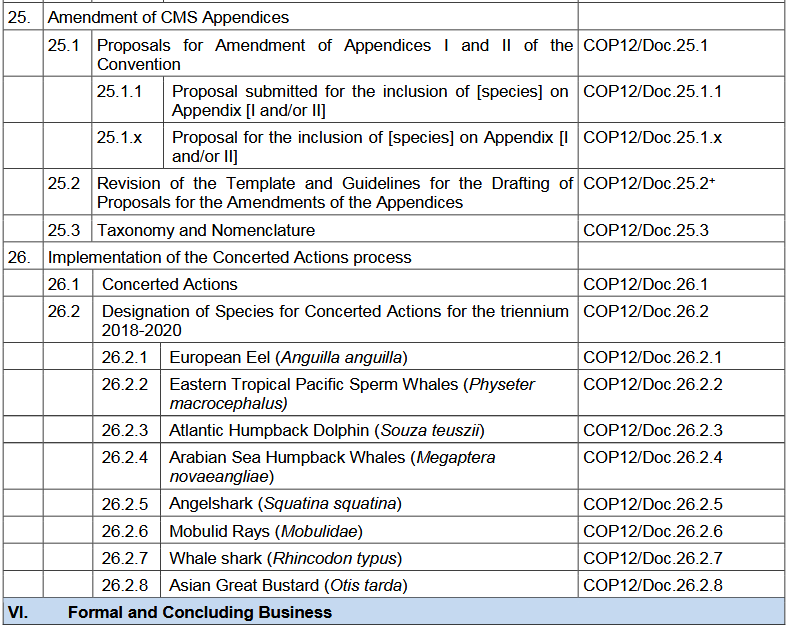 25. Amendment of CMS Appendices
25.1 Proposals for Amendment of Appendices I and II of the COP12/Doc.25.1
Convention
25.1.1 Proposal submitted for the inclusion of [species] on COP12/Doc.25.1.1
Appendix [I and/or II]
25.1.x Proposal for the inclusion of [species] on Appendix [I COP12/Doc.25.1.x
and/or II]
25.2 Revision of the Template and Guidelines for the Drafting of COP12/Doc.25.2+
Proposals for the Amendments of the Appendices
25.3 Taxonomy and Nomenclature COP12/Doc.25.3
26. Implementation of the Concerted Actions process
26.1 Concerted Actions COP12/Doc.26.1
26.2 Designation of Species for Concerted Actions for the triennium COP12/Doc.26.2
2018-2020
26.2.1 European Eel (Anguilla anguilla) COP12/Doc.26.2.1
26.2.2 Eastern Tropical Pacific Sperm Whales (Physeter COP12/Doc.26.2.2
macrocephalus)
26.2.3 Atlantic Humpback Dolphin (Souza teuszii) COP12/Doc.26.2.3
26.2.4 Arabian Sea Humpback Whales (Megaptera COP12/Doc.26.2.4
novaeangliae)
26.2.5 Angelshark (Squatina squatina) COP12/Doc.26.2.5
26.2.6 Mobulid Rays (Mobulidae) COP12/Doc.26.2.6
26.2.7 Whale shark (Rhincodon typus) COP12/Doc.26.2.7
26.2.8 Asian Great Bustard (Otis tarda) COP12/Doc.26.2.8
VI. Formal and Concluding Business